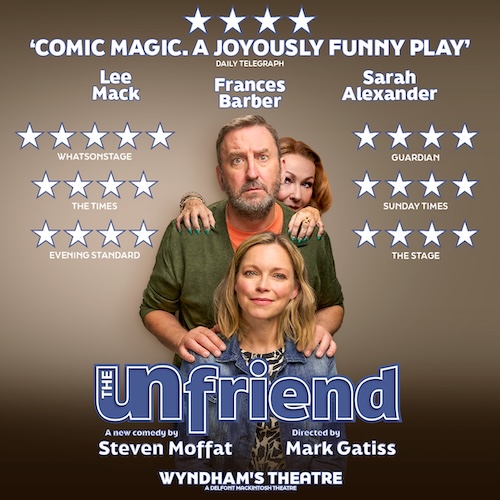 ‘COMIC MAGIC. A JOYOUSLY FUNNY PLAY’
DAILY TELEGRAPH
Lee
Mack
Frances
Barber
Sarah
Alexander
WHATSONSTAGE
GUARDIAN
THE TIMES
SUNDAY TIMES
EVENING STANDARD
THE STAGE
THE unfriend
A new comedy by
Steven Moffat
Directed by
Mark Gatiss
WYNDHAM'S THEATRE
A DELFONT MACKINTOSH THEATRE